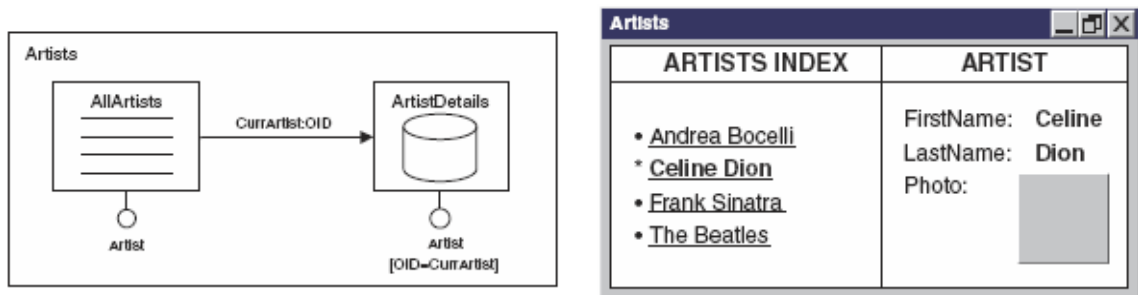 Artists
AllArtists
CurrArtist:OID
ArtistDetails
Artist
Artist
[OID=CurrArtist]
Artists
ARTISTS INDEX
ARTIST
• Andrea Bocelli
* Celine Dion
• Frank Sinatra
• The Beatles
FirstName: Celine
LastName: Dion
Photo: